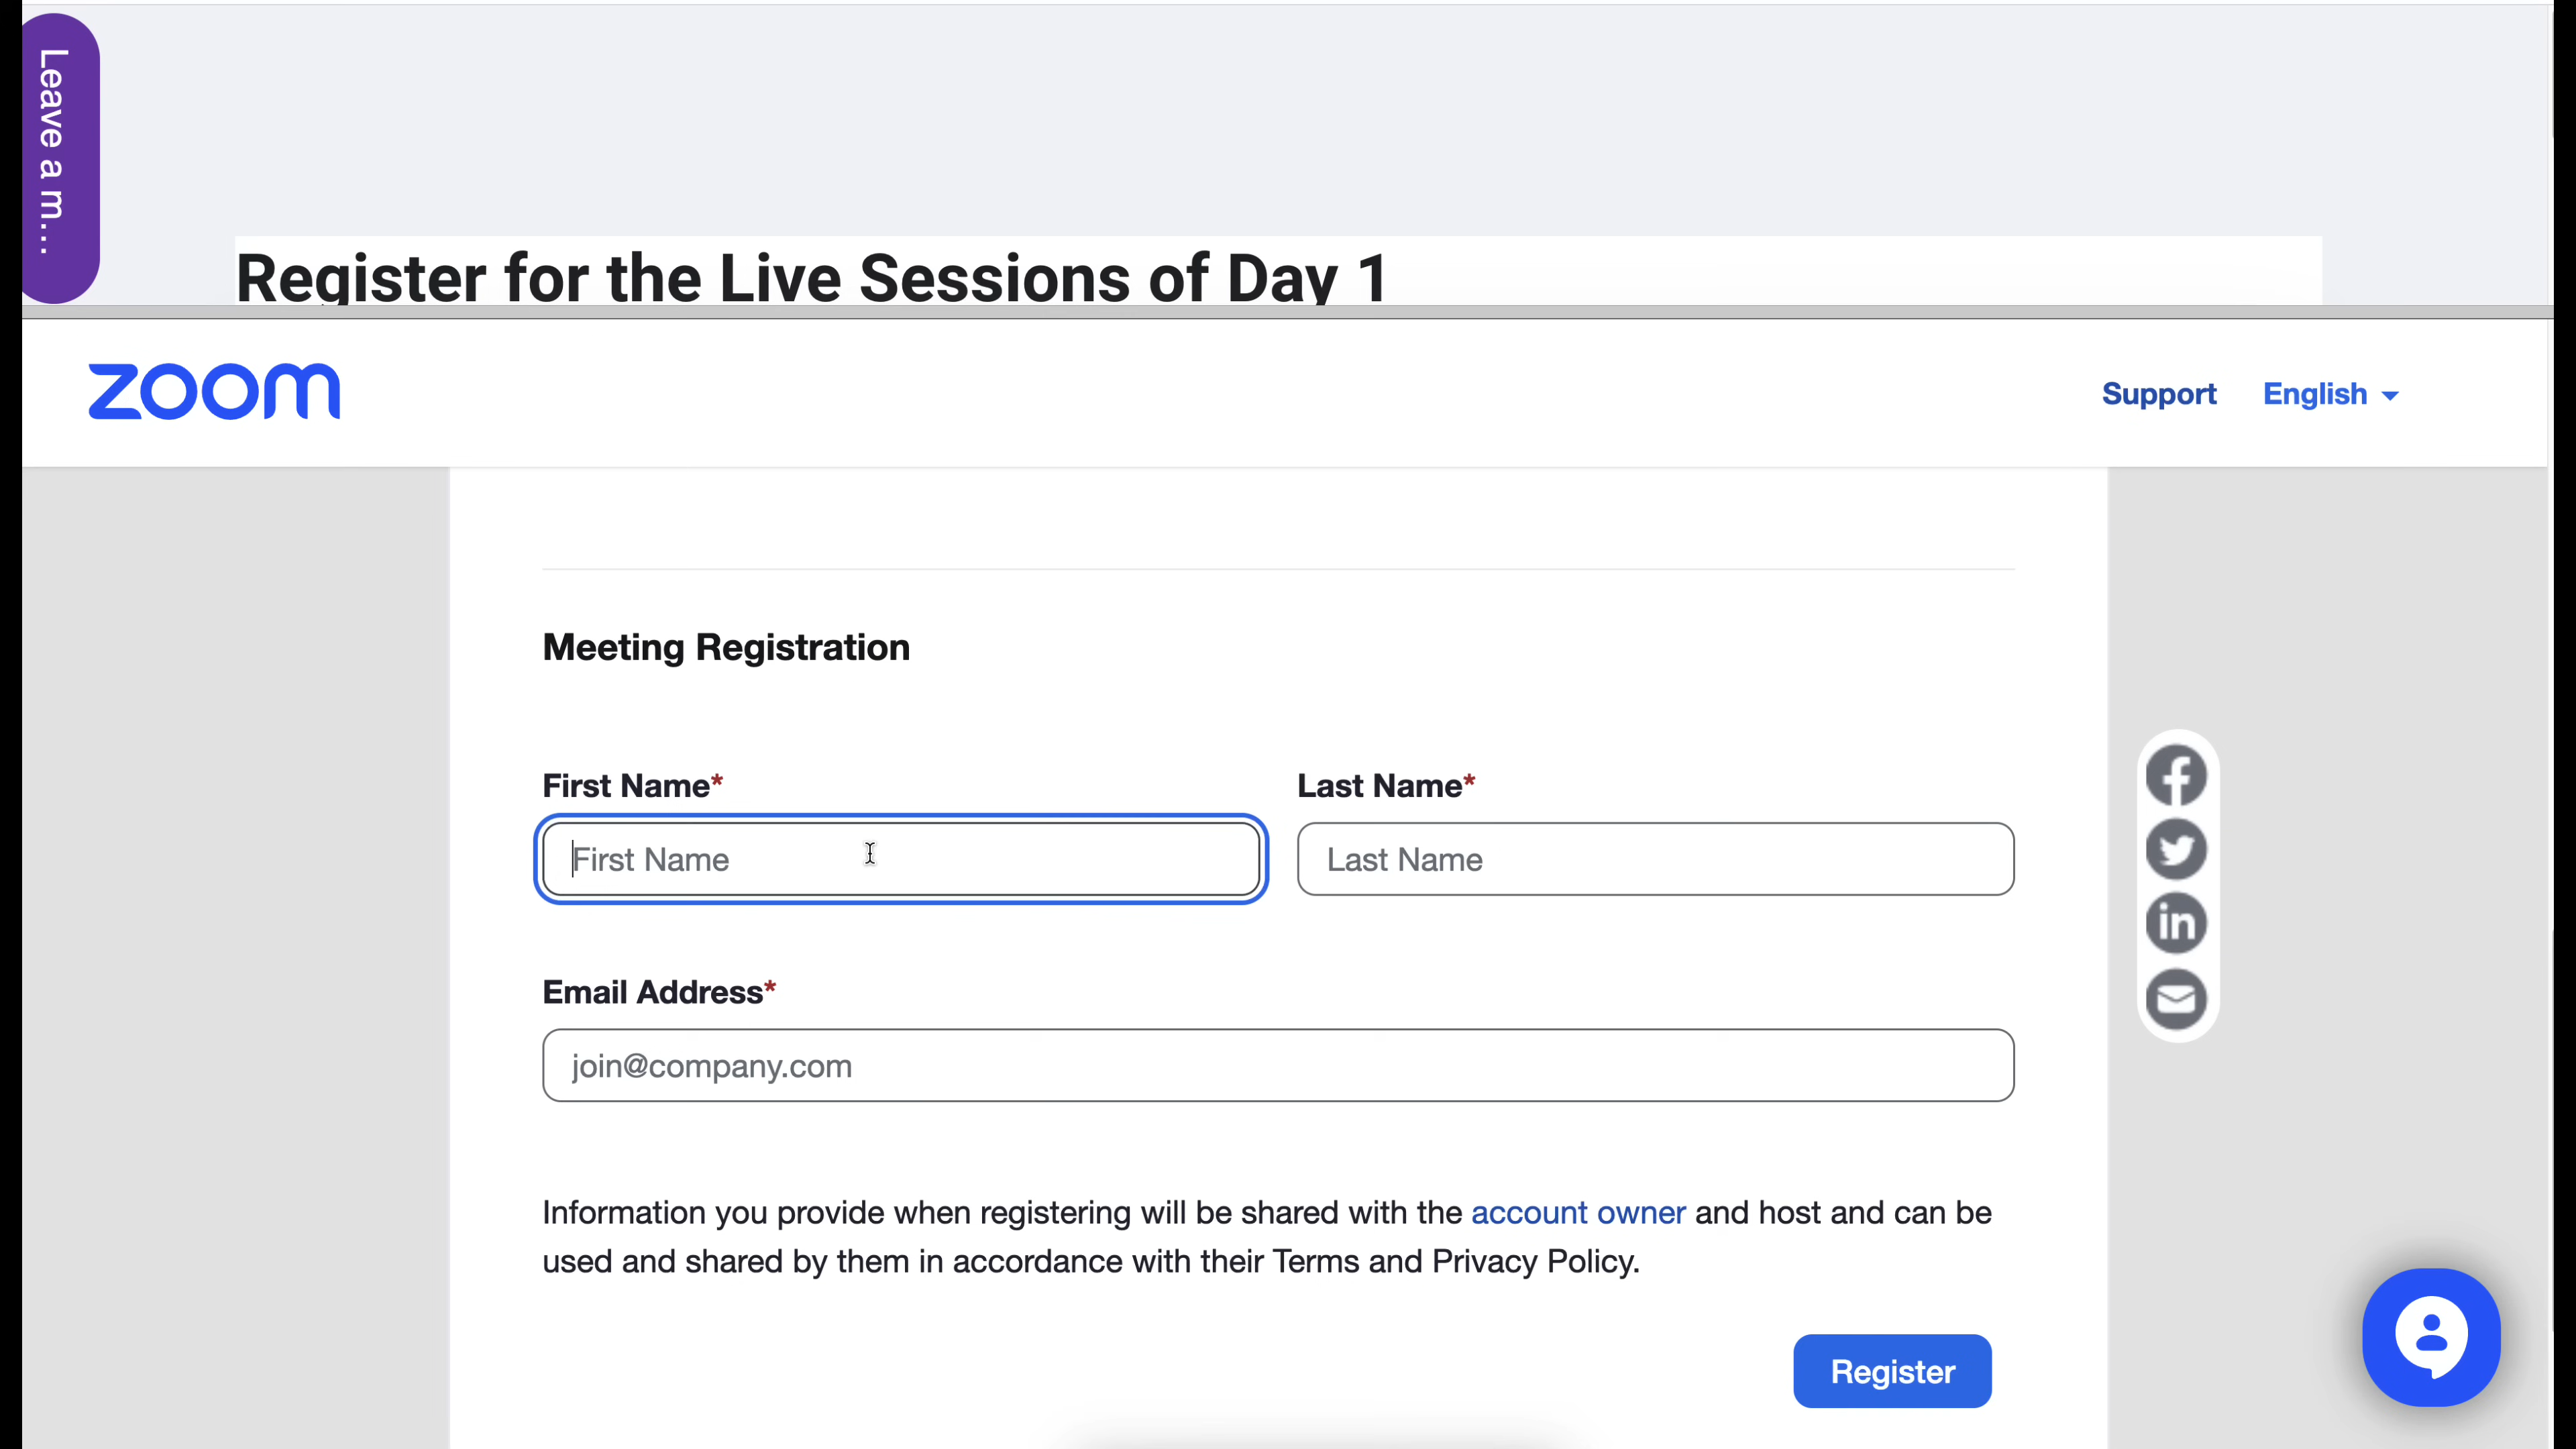 Leave a m...
Register for the Live Sessions of Day 1
zoom
Support English
Meeting Registration
First Name* Last Name*
First Name Last Name
Email Address*
join@company.com
Information you provide when registering will be shared with the account owner and host and can be
used and shared by them in accordance with their Terms and Privacy Policy.
Register